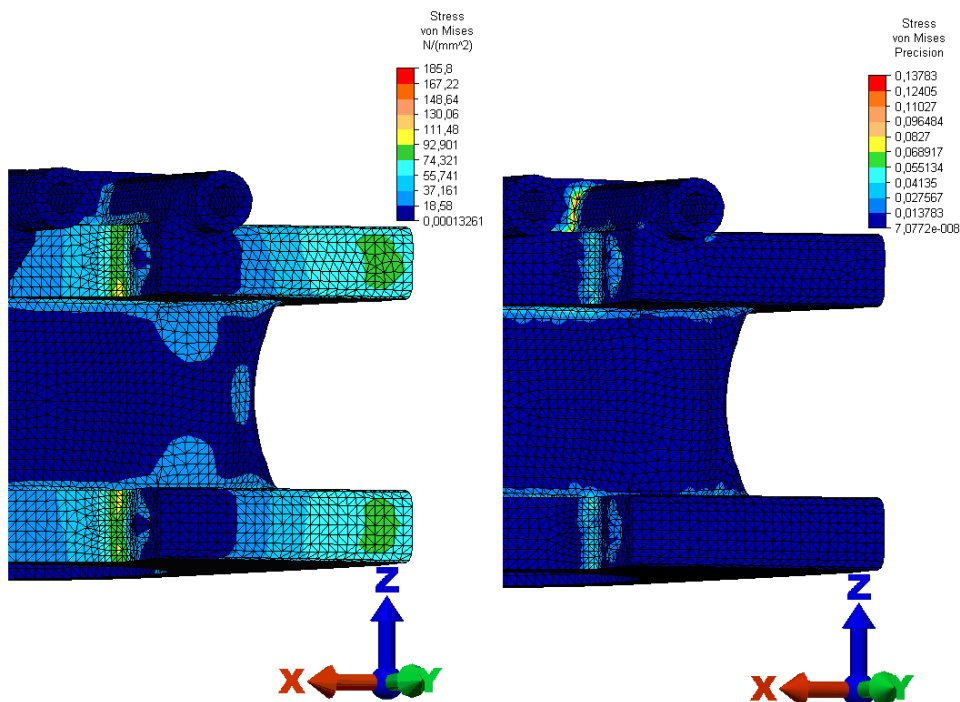 Stress
von Mises
N/(mm^2)
185,8
167,22
148,64
130,06
111,48
92,901
74,321
55,741
37,161
18,58
0,00013261
Z
X
Y
Stress
von Mises
Precision
0,13783
0,12405
0,11027
0,096484
0,0827
0,068917
0,055134
0,04135
0,027567
0,013783
7,0772e-008
Z
X
Y